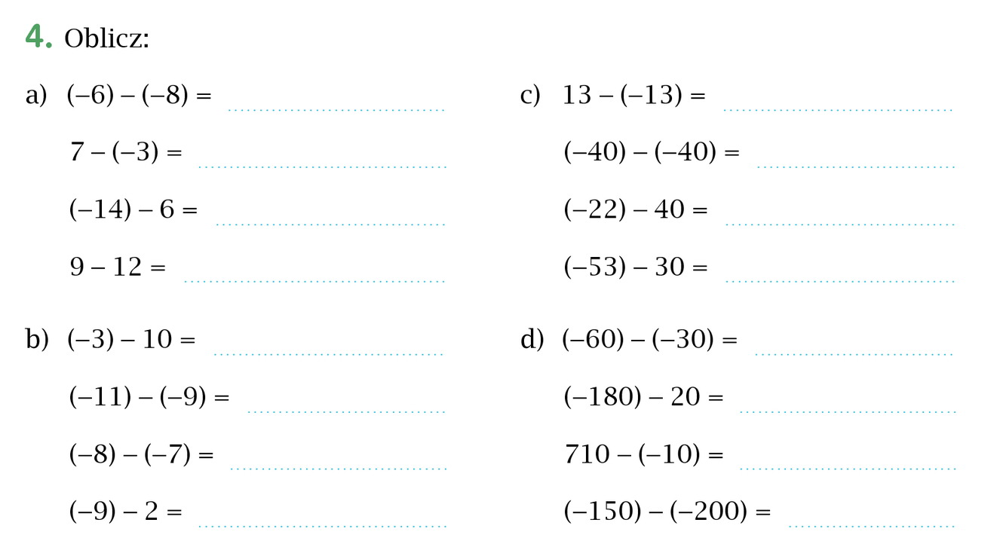 4. Oblicz:
a) (–6) – (–8) =
7 – (–3) =
(–14) – 6 =
9 – 12 =
b) (–3) – 10 =
(–11) – (–9) =
(–8) – (–7) =
(–9) – 2 =
c) 13 – (–13) =
(–40) – (–40) =
(–22) – 40 =
(–53) – 30 =
d) (–60) – (–30) =
(–180) – 20 =
710 – (–10) =
(–150) – (–200) =